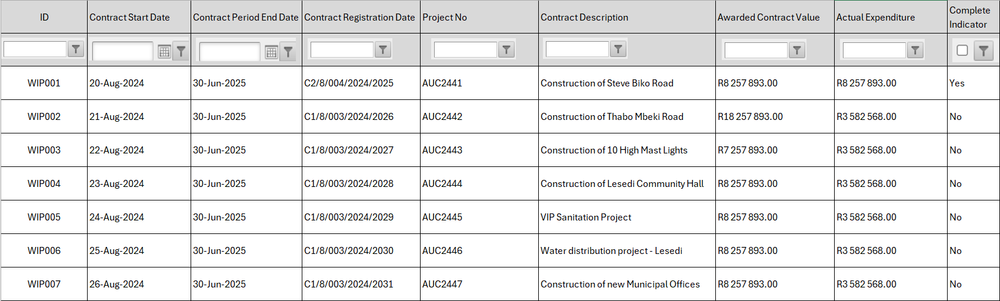 ID Contract Start Date Contract Period End Date Contract Registration Date Project No Contract Description Awarded Contract Value Actual Expenditure Complete Indicator
WIP001 20-Aug-2024 30-Jun-2025 C2/8/004/2024/2025 AUC2441 Construction of Steve Biko Road R8 257 893.00 R8 257 893.00 Yes
WIP002 21-Aug-2024 30-Jun-2025 C1/8/003/2024/2026 AUC2442 Construction of Thabo Mbeki Road R18 257 893.00 R3 582 568.00 No
WIP003 22-Aug-2024 30-Jun-2025 C1/8/003/2024/2027 AUC2443 Construction of 10 High Mast Lights R7 257 893.00 R3 582 568.00 No
WIP004 23-Aug-2024 30-Jun-2025 C1/8/003/2024/2028 AUC2444 Construction of Lesedi Community Hall R8 257 893.00 R3 582 568.00 No
WIP005 24-Aug-2024 30-Jun-2025 C1/8/003/2024/2029 AUC2445 VIP Sanitation Project R8 257 893.00 R3 582 568.00 No
WIP006 25-Aug-2024 30-Jun-2025 C1/8/003/2024/2030 AUC2446 Water distribution project - Lesedi R8 257 893.00 R3 582 568.00 No
WIP007 26-Aug-2024 30-Jun-2025 C1/8/003/2024/2031 AUC2447 Construction of new Municipal Offices R8 257 893.00 R3 582 568.00 No